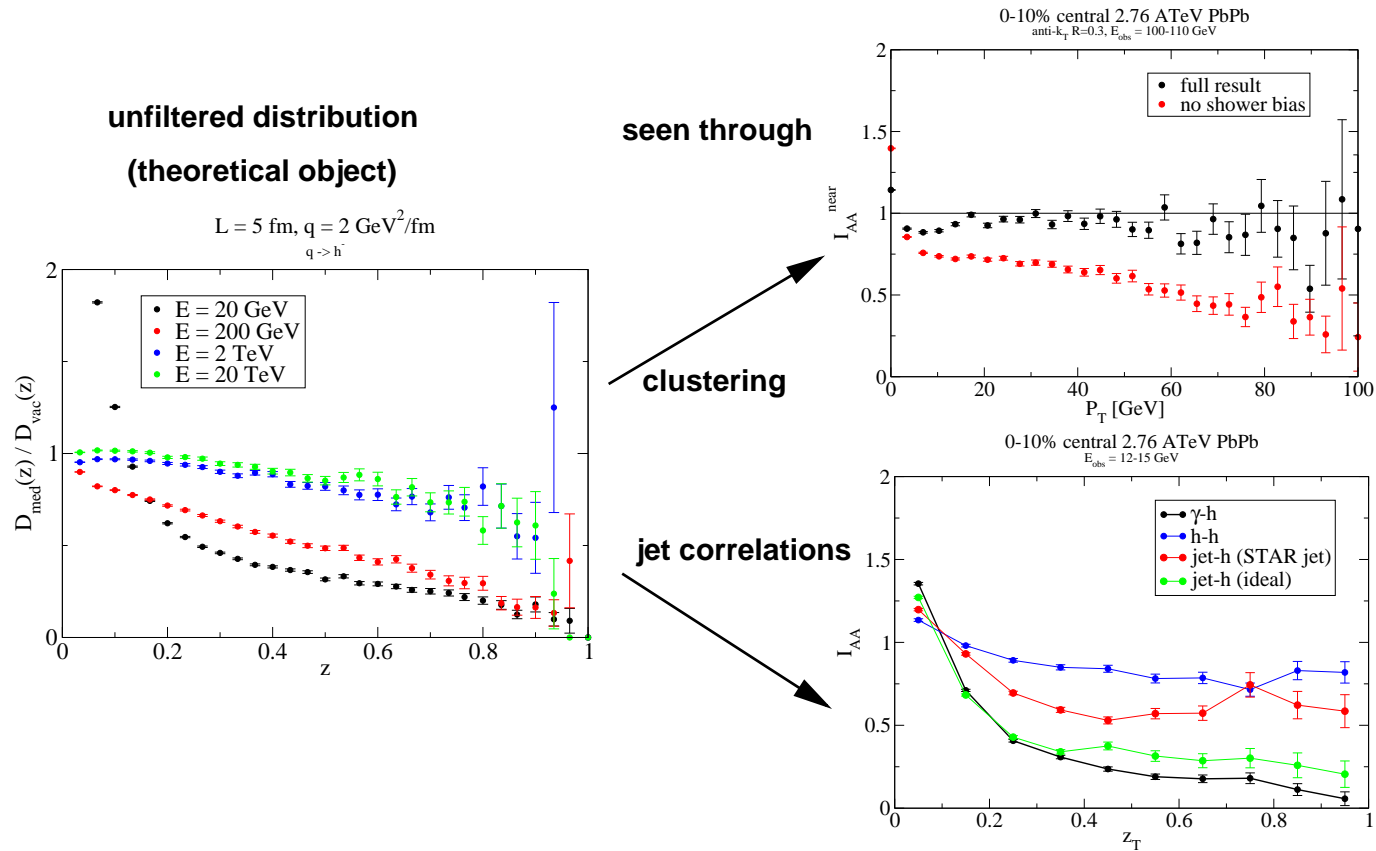 unfiltered distribution
(theoretical object)
L = 5 fm, q = 2 GeV²/fm
q -> h⁻
2
1
0
D_med(z) / D_vac(z)
E = 20 GeV
E = 200 GeV
E = 2 TeV
E = 20 TeV
0 0.2 0.4 0.6 0.8 1
z
seen through
clustering
jet correlations
0-10% central 2.76 ATeV PbPb
anti-k_T R=0.3, E_obs = 100-110 GeV
2
1.5
1
0.5
0
I_AA^near
full result
no shower bias
0 20 40 60 80 100
P_T [GeV]
0-10% central 2.76 ATeV PbPb
E_obs = 12-15 GeV
2
1.5
1
0.5
0
I_AA
γ-h
h-h
jet-h (STAR jet)
jet-h (ideal)
0 0.2 0.4 0.6 0.8 1
z_T